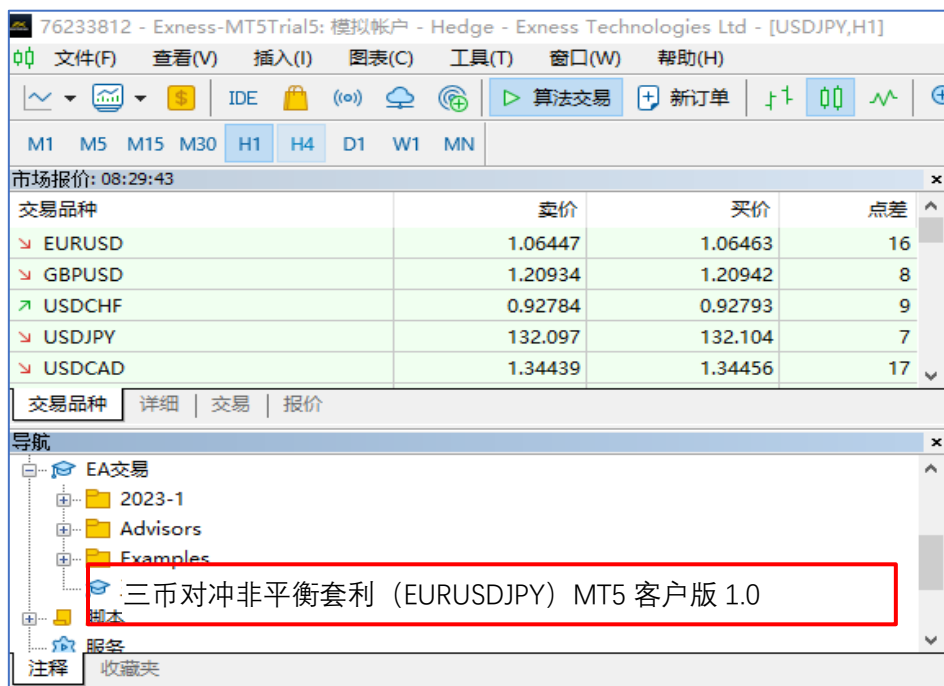 76233812 - Exness-MT5Trial5: 模拟帐户 - Hedge - Exness Technologies Ltd - [USDJPY,H1]
文件(F) 查看(V) 插入(I) 图表(C) 工具(T) 窗口(W) 帮助(H)
$ IDE 算法交易 新订单
M1 M5 M15 M30 H1 H4 D1 W1 MN
市场报价: 08:29:43
交易品种 卖价 买价 点差
EURUSD 1.06447 1.06463 16
GBPUSD 1.20934 1.20942 8
USDCHF 0.92784 0.92793 9
USDJPY 132.097 132.104 7
USDCAD 1.34439 1.34456 17
交易品种 | 详细 | 交易 | 报价
导航
EA交易
2023-1
Advisors
Examples
三币对冲非平衡套利（EURUSDJPY）MT5 客户版 1.0
脚本
服务
注释 收藏夹